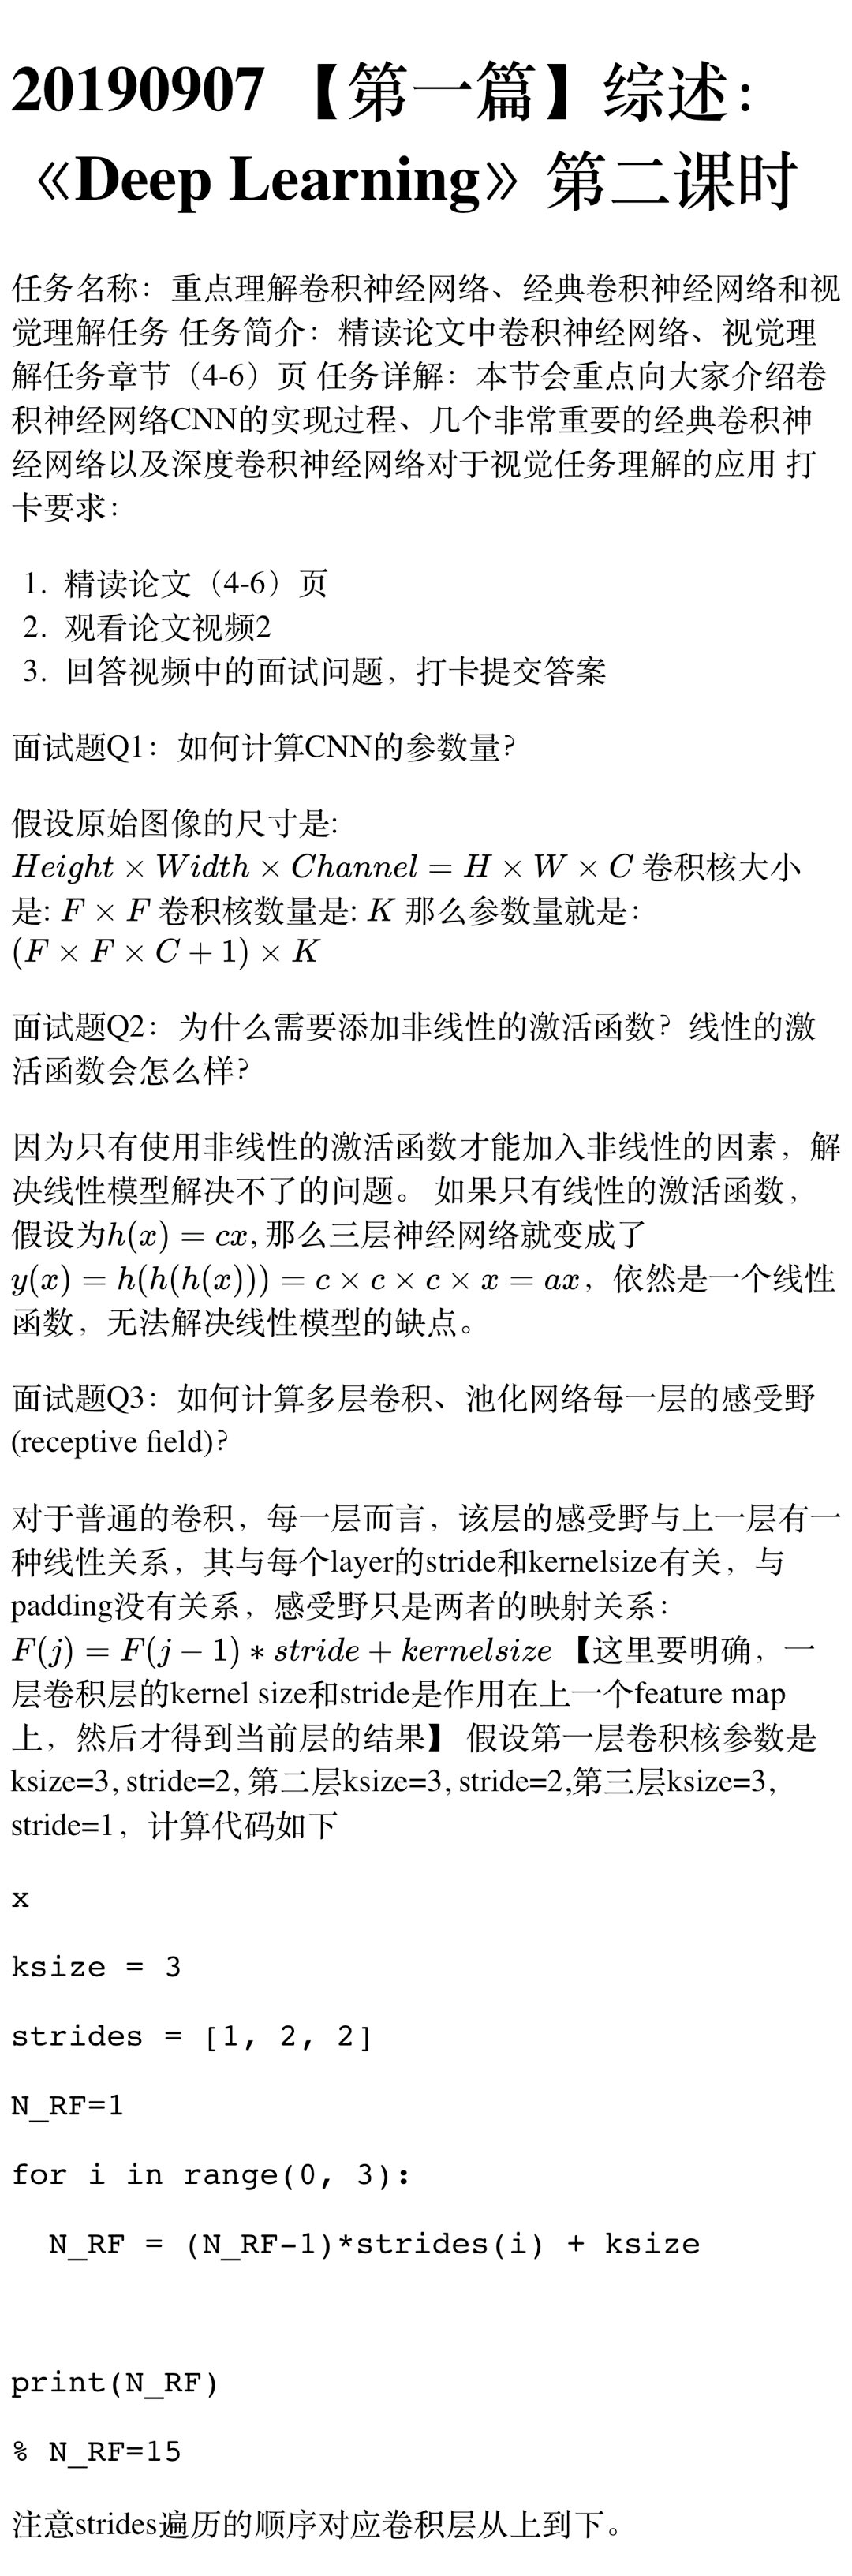 20190907 【第一篇】综述：
《Deep Learning》第二课时
任务名称：重点理解卷积神经网络、经典卷积神经网络和视
觉理解任务 任务简介：精读论文中卷积神经网络、视觉理
解任务章节（4-6）页 任务详解：本节会重点向大家介绍卷
积神经网络CNN的实现过程、几个非常重要的经典卷积神
经网络以及深度卷积神经网络对于视觉任务理解的应用 打
卡要求：
1. 精读论文（4-6）页
2. 观看论文视频2
3. 回答视频中的面试问题，打卡提交答案
面试题Q1：如何计算CNN的参数量？
假设原始图像的尺寸是:
Height × Width × Channel = H × W × C 卷积核大小
是: F × F 卷积核数量是: K 那么参数量就是：
(F × F × C + 1) × K
面试题Q2：为什么需要添加非线性的激活函数？线性的激
活函数会怎么样？
因为只有使用非线性的激活函数才能加入非线性的因素，解
决线性模型解决不了的问题。 如果只有线性的激活函数，
假设为h(x) = cx, 那么三层神经网络就变成了
y(x) = h(h(h(x))) = c × c × c × x = ax，依然是一个线性
函数，无法解决线性模型的缺点。
面试题Q3：如何计算多层卷积、池化网络每一层的感受野
(receptive field)？
对于普通的卷积，每一层而言，该层的感受野与上一层有一
种线性关系，其与每个layer的stride和kernelsize有关，与
padding没有关系，感受野只是两者的映射关系：
F(j) = F(j − 1) ∗ stride + kernelsize 【这里要明确，一
层卷积层的kernel size和stride是作用在上一个feature map
上，然后才得到当前层的结果】 假设第一层卷积核参数是
ksize=3, stride=2, 第二层ksize=3, stride=2,第三层ksize=3,
stride=1，计算代码如下
x
ksize = 3
strides = [1, 2, 2]
N_RF=1
for i in range(0, 3):
  N_RF = (N_RF-1)*strides(i) + ksize
print(N_RF)
% N_RF=15
注意strides遍历的顺序对应卷积层从上到下。